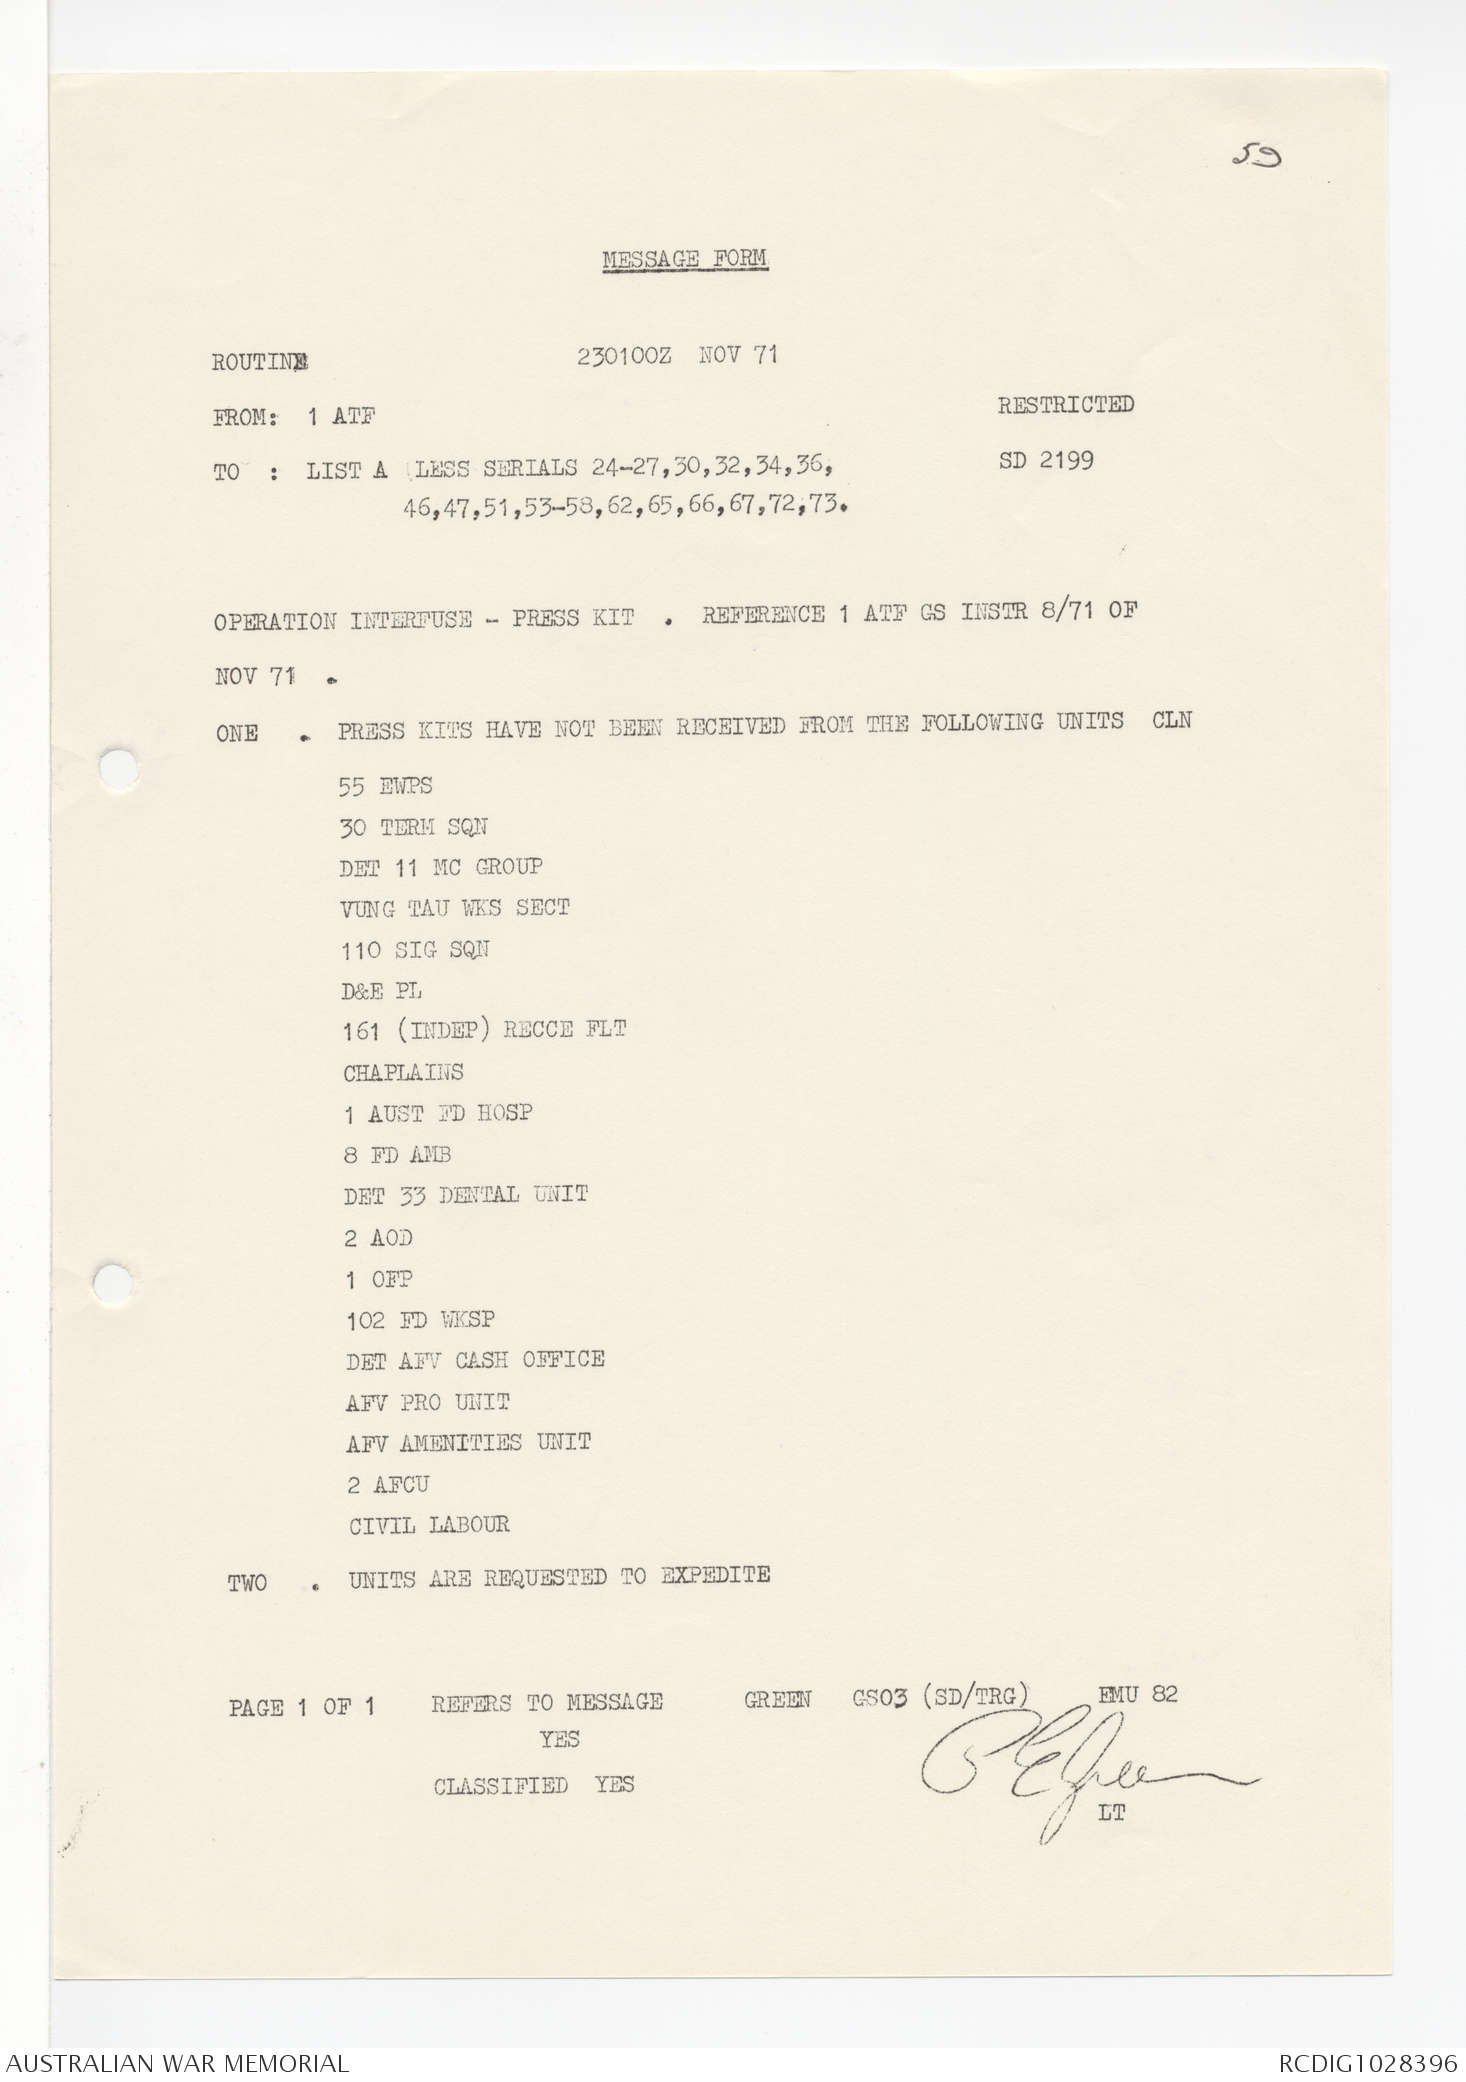 59
MESSAGE FORM
ROUTINE 230100Z NOV 71
FROM: 1 ATF RESTRICTED
TO : LIST A (LESS SERIALS 24-27,30,32,34,36, SD 2199
46,47,51,53-58,62,65,66,67,72,73.
OPERATION INTERFUSE - PRESS KIT . REFERENCE 1 ATF GS INSTR 8/71 OF
NOV 71 .
ONE . PRESS KITS HAVE NOT BEEN RECEIVED FROM THE FOLLOWING UNITS CLN
55 EWPS
30 TERM SQN
DET 11 MC GROUP
VUNG TAU WKS SECT
110 SIG SQN
D&E PL
161 (INDEP) RECCE FLT
CHAPLAINS
1 AUST FD HOSP
8 FD AMB
DET 33 DENTAL UNIT
2 AOD
1 OFP
102 FD WKSP
DET AFV CASH OFFICE
AFV PRO UNIT
AFV AMENITIES UNIT
2 AFCU
CIVIL LABOUR
TWO . UNITS ARE REQUESTED TO EXPEDITE
PAGE 1 OF 1 REFERS TO MESSAGE GREEN GSO3 (SD/TRG) EMU 82
YES
CLASSIFIED YES
LT
AUSTRALIAN WAR MEMORIAL RCDIG1028396